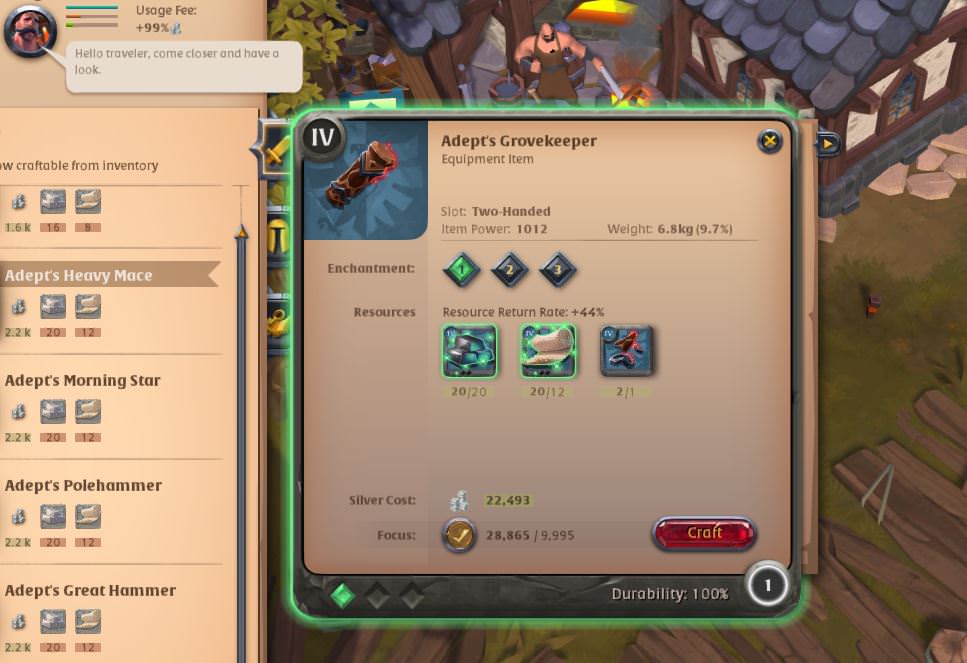 Usage Fee:
+99%
Hello traveler, come closer and have a
look.
ow craftable from inventory
1.6 k 16 8
Adept's Heavy Mace
2.2 k 20 12
Adept's Morning Star
2.2 k 20 12
Adept's Polehammer
2.2 k 20 12
Adept's Great Hammer
2.2 k 20 12
IV
Adept's Grovekeeper
Equipment Item
Slot: Two-Handed
Item Power: 1012 Weight: 6.8kg (9.7%)
Enchantment: 1 2 3
Resources Resource Return Rate: +44%
IV IV IV
20/20 20/12 2/1
Silver Cost: 22,493
Focus: 28,865 / 9,995
Craft
Durability: 100% 1